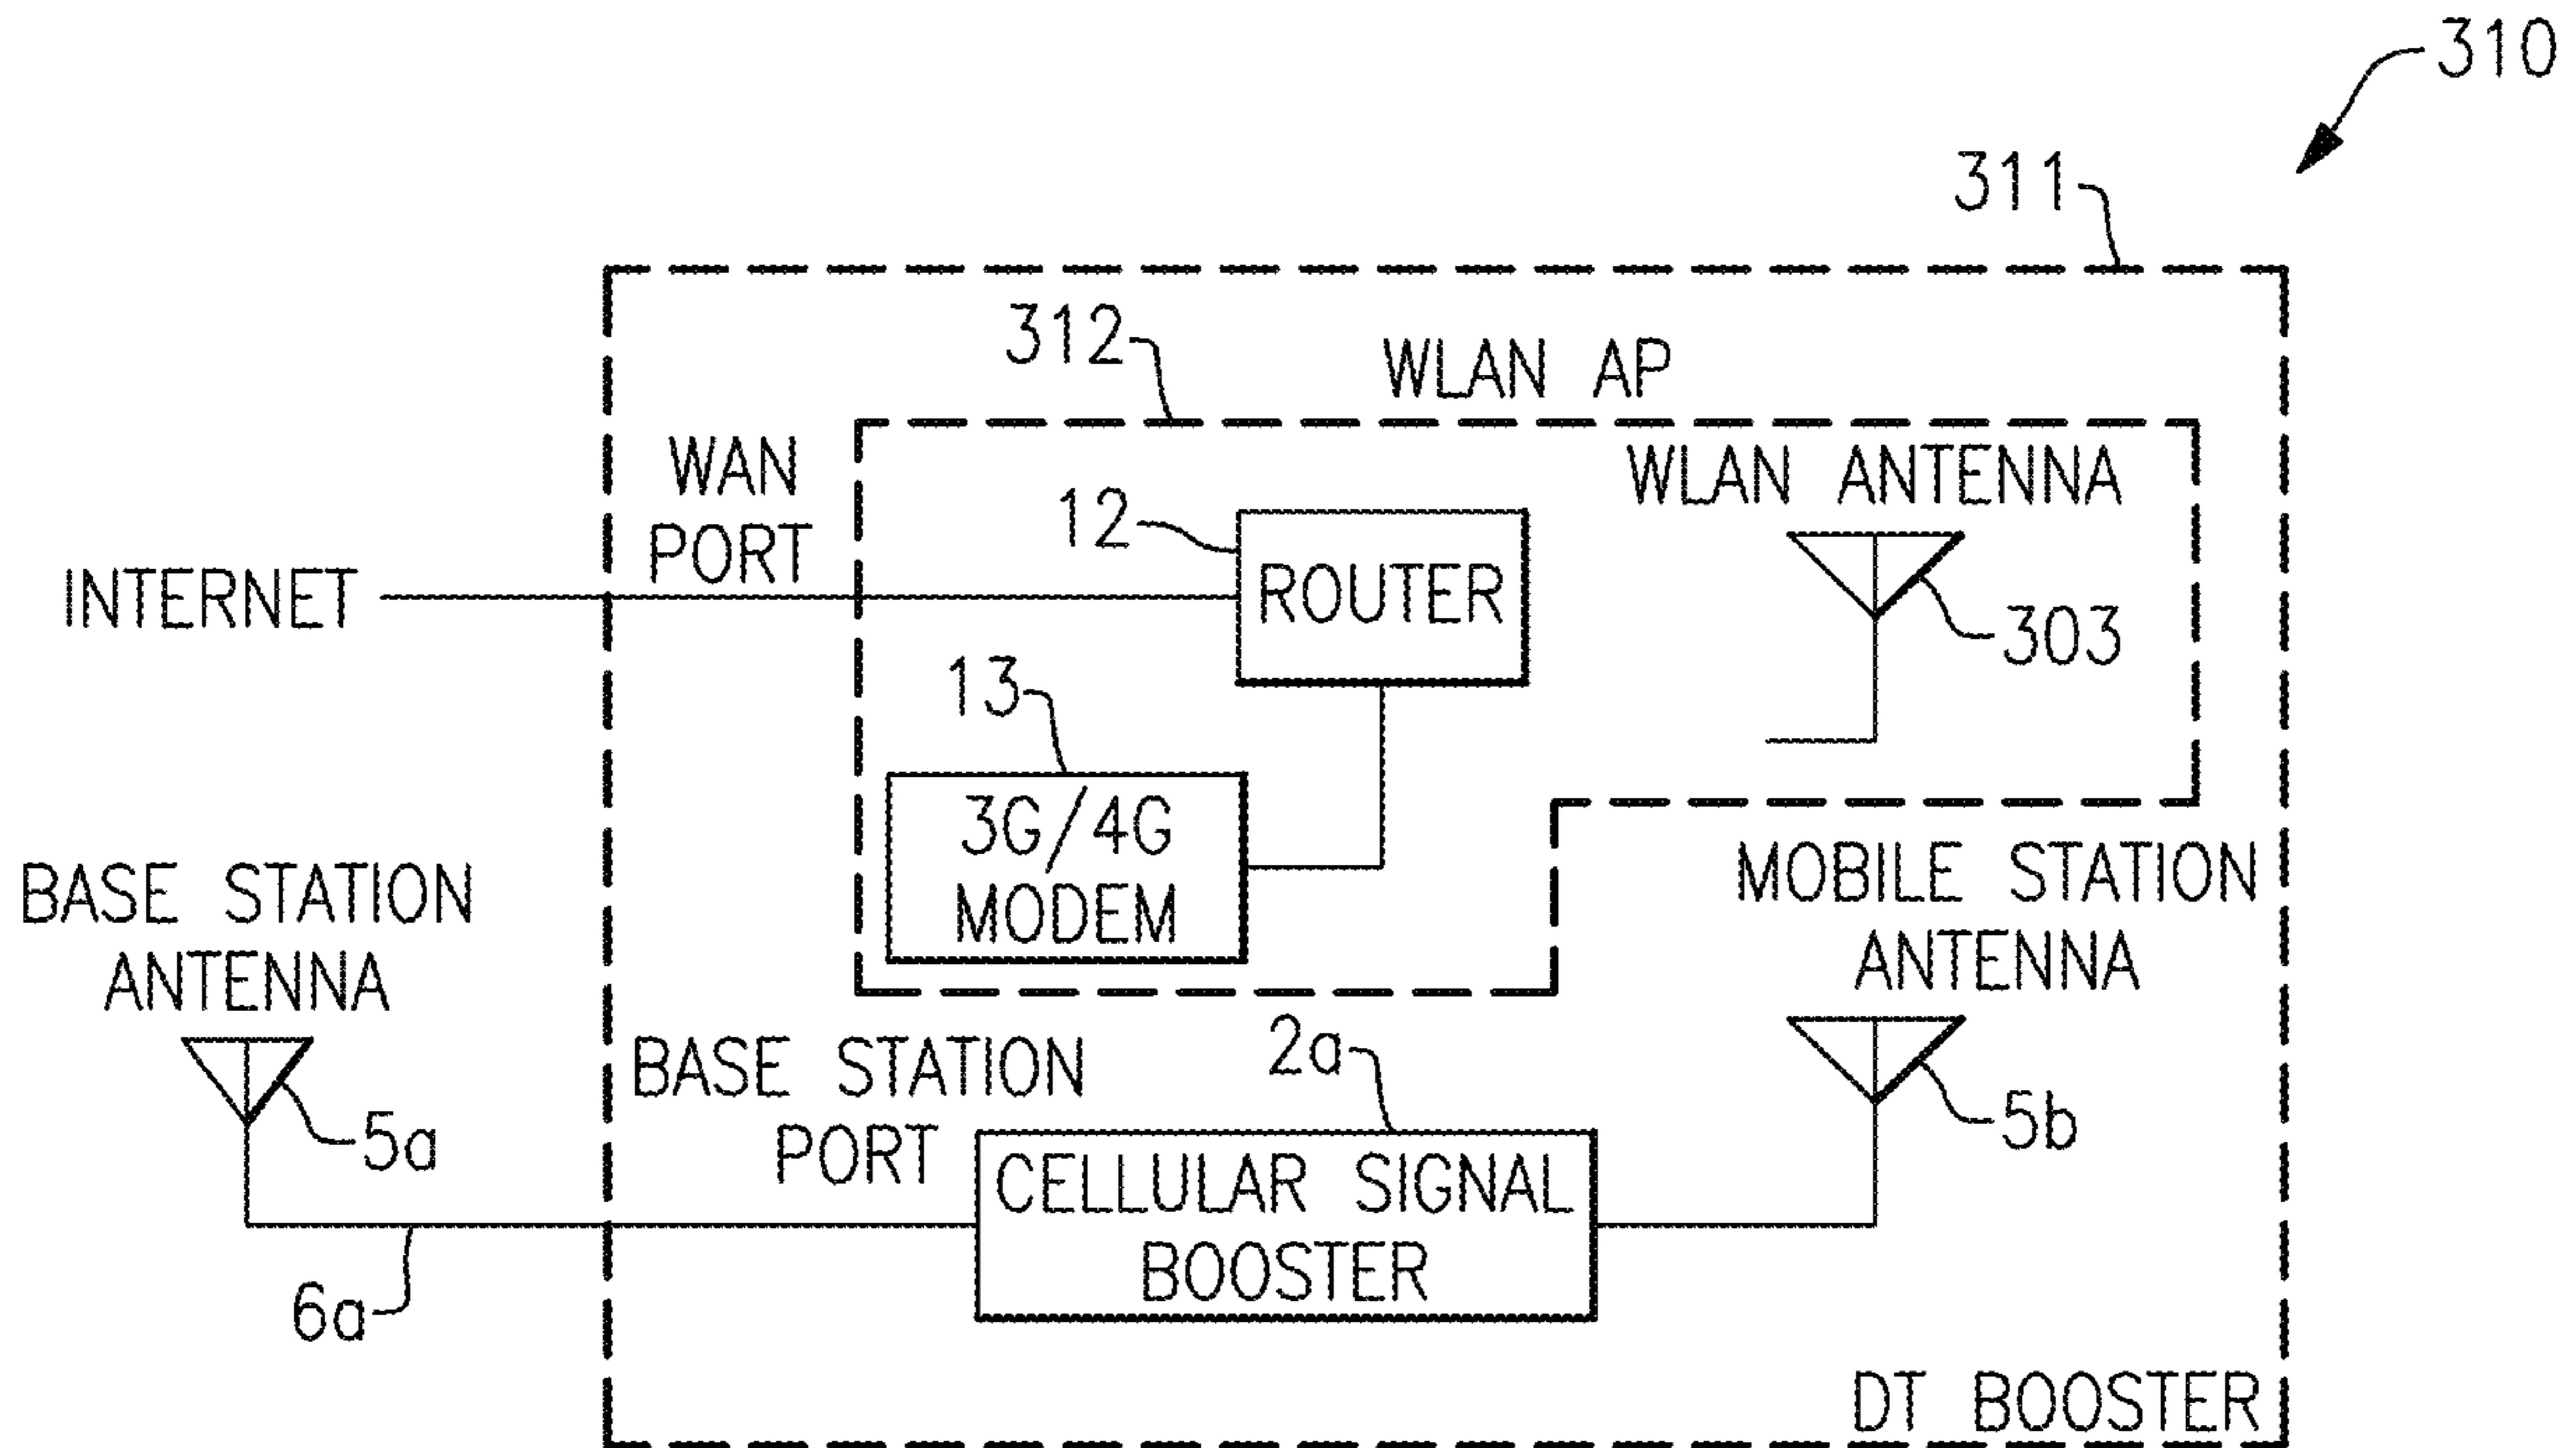 310
311
312
WLAN AP
WAN
PORT
WLAN ANTENNA
12
ROUTER
INTERNET
303
13
3G/4G
MODEM
BASE STATION
ANTENNA
MOBILE STATION
ANTENNA
5a
BASE STATION
PORT
2a
CELLULAR SIGNAL
BOOSTER
5b
6a
DT BOOSTER